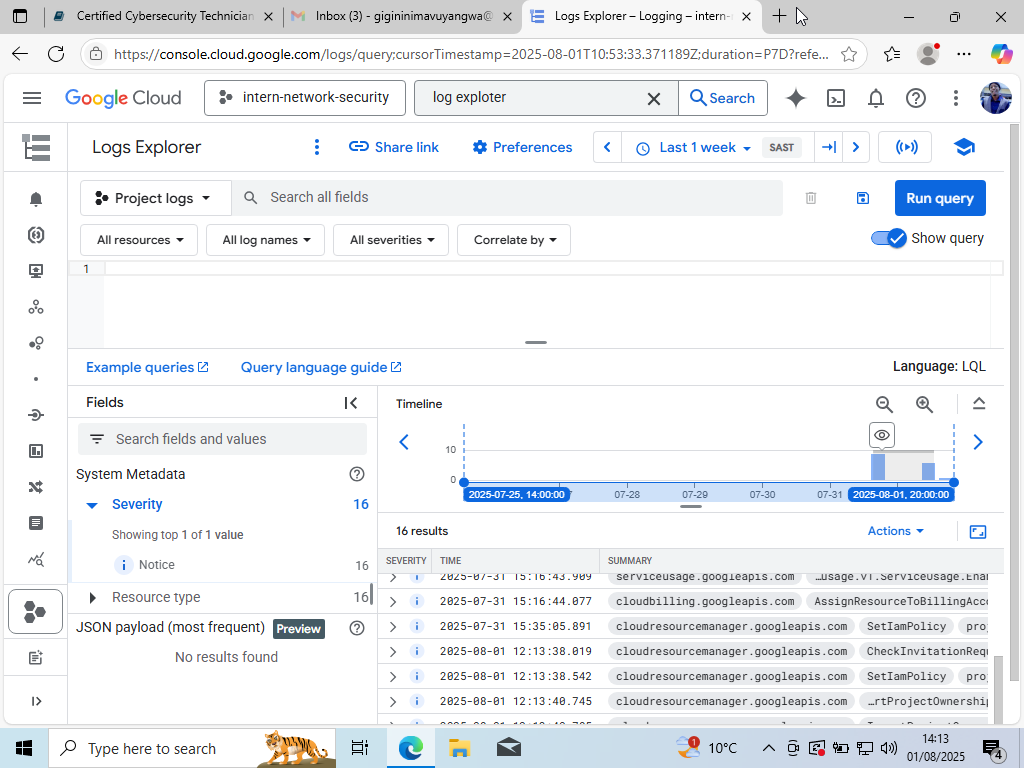 Certified Cybersecurity Technician
Inbox (3) - gigininimavuyangwa@
Logs Explorer – Logging – intern-
https://console.cloud.google.com/logs/query;cursorTimestamp=2025-08-01T10:53:33.371189Z;duration=P7D?refe...
Google Cloud
intern-network-security
log exploter
Search
Logs Explorer
Share link
Preferences
Last 1 week
SAST
Project logs
Search all fields
Run query
All resources
All log names
All severities
Correlate by
Show query
1
Example queries
Query language guide
Language: LQL
Fields
Search fields and values
System Metadata
Severity 16
Showing top 1 of 1 value
Notice 16
Resource type 16
JSON payload (most frequent) Preview
No results found
Timeline
10
0
2025-07-25, 14:00:00
07-28
07-29
07-30
07-31
2025-08-01, 20:00:00
16 results
Actions
SEVERITY TIME SUMMARY
2025-07-31 15:16:43.909 serviceusage.googleapis.com …usage.v1.ServiceUsage.Enab
2025-07-31 15:16:44.077 cloudbilling.googleapis.com AssignResourceToBillingAcco
2025-07-31 15:35:05.891 cloudresourcemanager.googleapis.com SetIamPolicy proj
2025-08-01 12:13:38.019 cloudresourcemanager.googleapis.com CheckInvitationRequ
2025-08-01 12:13:38.542 cloudresourcemanager.googleapis.com SetIamPolicy proj
2025-08-01 12:13:40.745 cloudresourcemanager.googleapis.com …rtProjectOwnership
Type here to search
1
10°C
14:13
01/08/2025
4